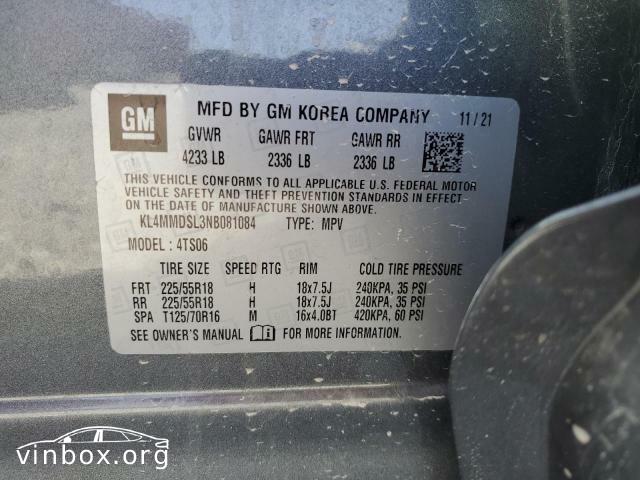 GM MFD BY GM KOREA COMPANY 11 / 21
GVWR GAWR FRT GAWR RR
4233 LB 2336 LB 2336 LB
THIS VEHICLE CONFORMS TO ALL APPLICABLE U.S. FEDERAL MOTOR
VEHICLE SAFETY AND THEFT PREVENTION STANDARDS IN EFFECT
ON THE DATE OF MANUFACTURE SHOWN ABOVE.
KL4MMDSL3NB081084 TYPE: MPV
MODEL : 4TS06
TIRE SIZE SPEED RTG RIM COLD TIRE PRESSURE
FRT 225/55R18 H 18x7.5J 240KPA, 35 PSI
RR 225/55R18 H 18x7.5J 240KPA, 35 PSI
SPA T125/70R16 M 16x4.0BT 420KPA, 60 PSI
SEE OWNER'S MANUAL FOR ADDITIONAL INFORMATION
vinbox.org